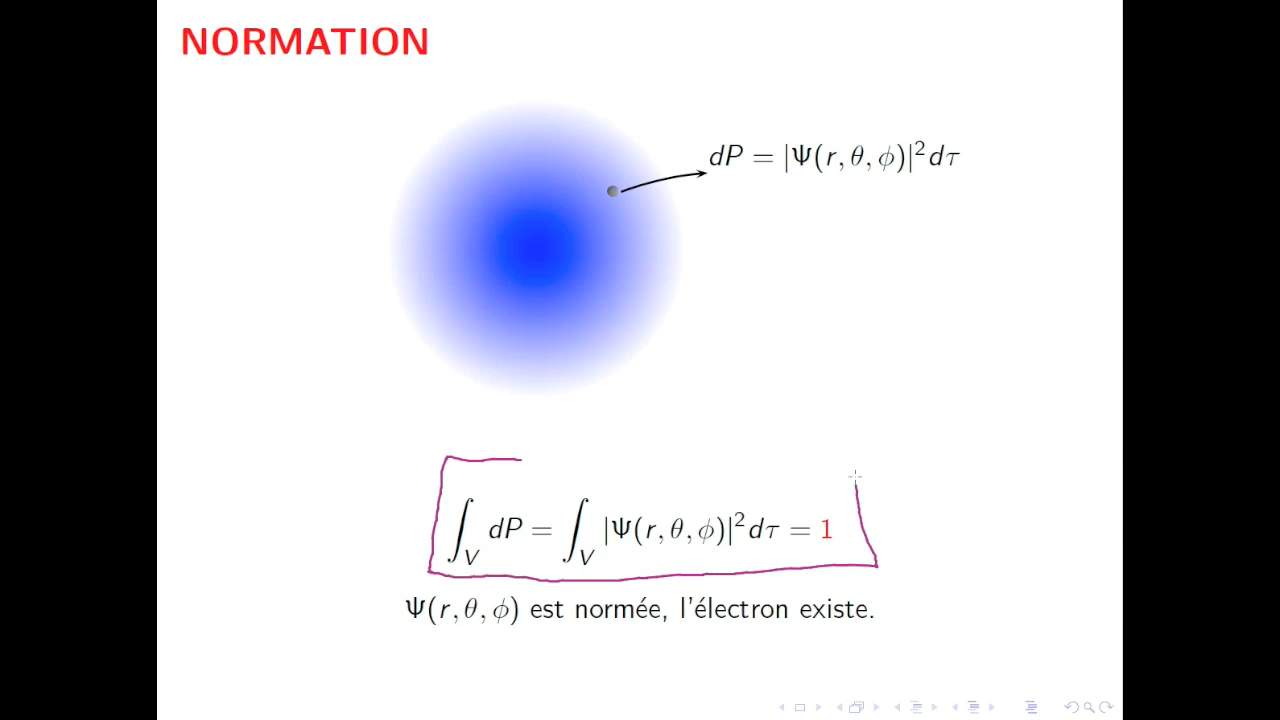 NORMATION
dP = |Ψ(r, θ, ϕ)|²dτ
∫_V dP = ∫_V |Ψ(r, θ, ϕ)|²dτ = 1
Ψ(r, θ, ϕ) est normée, l'électron existe.